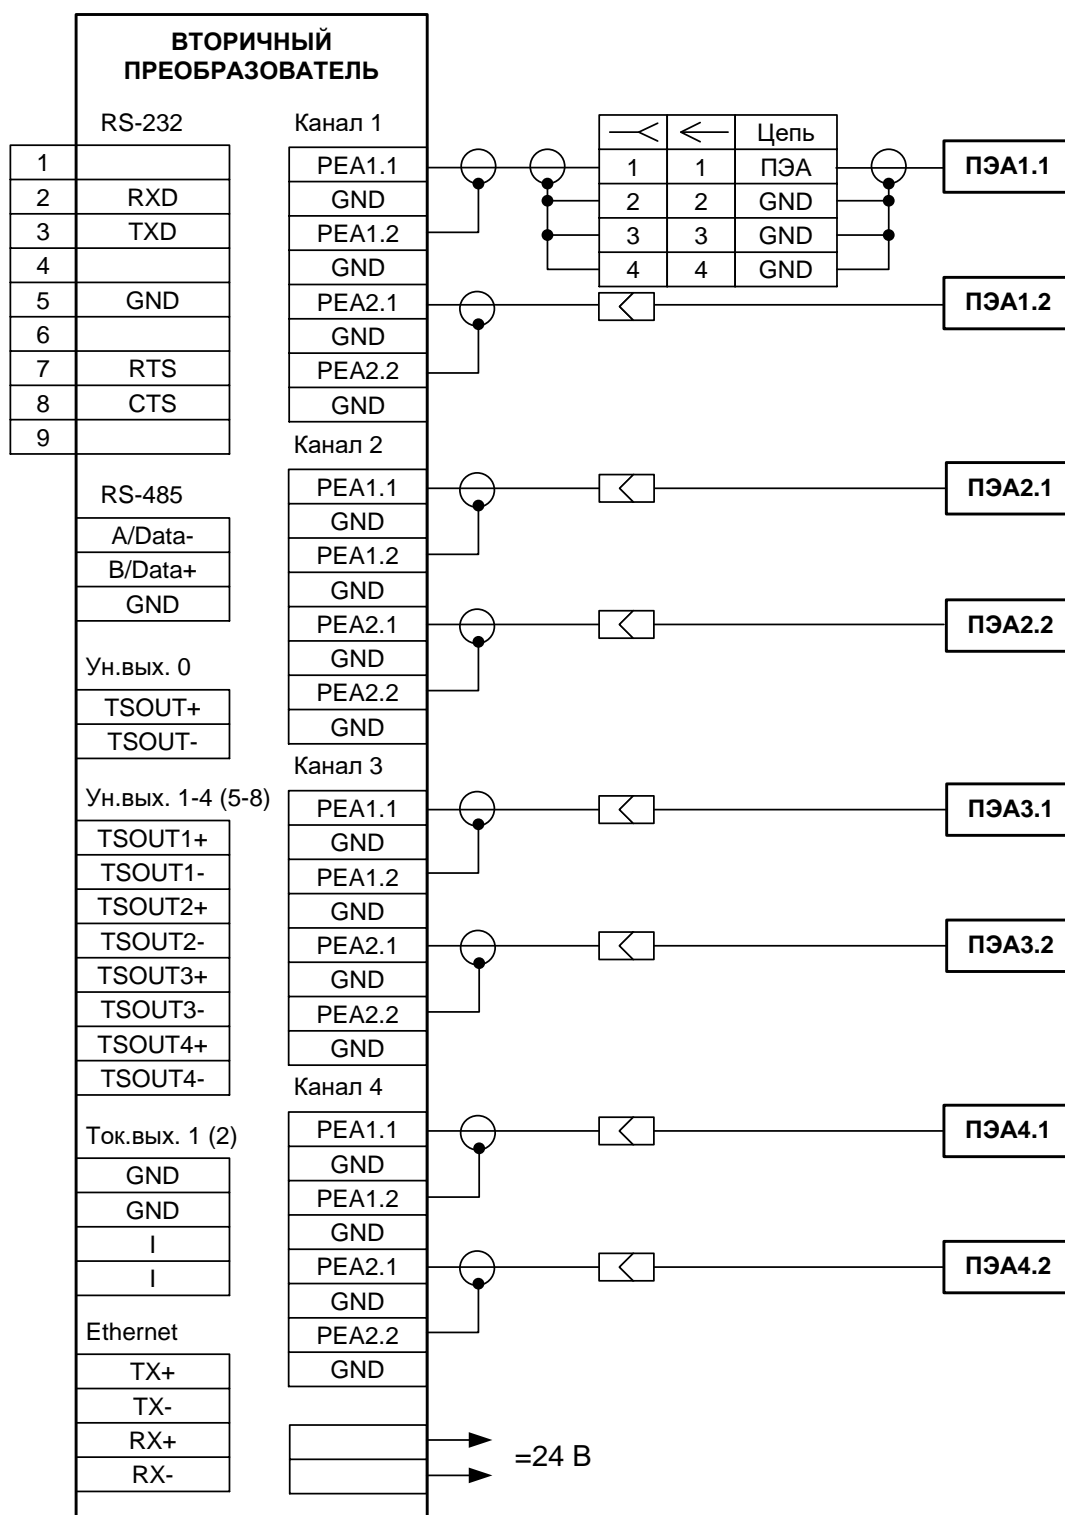 ВТОРИЧНЫЙ
ПРЕОБРАЗОВАТЕЛЬ
RS-232
1
2 RXD
3 TXD
4
5 GND
6
7 RTS
8 CTS
9
RS-485
A/Data-
B/Data+
GND
Ун.вых. 0
TSOUT+
TSOUT-
Ун.вых. 1-4 (5-8)
TSOUT1+
TSOUT1-
TSOUT2+
TSOUT2-
TSOUT3+
TSOUT3-
TSOUT4+
TSOUT4-
Ток.вых. 1 (2)
GND
GND
I
I
Ethernet
TX+
TX-
RX+
RX-
Канал 1
PEA1.1
GND
PEA1.2
GND
PEA2.1
GND
PEA2.2
GND
Канал 2
PEA1.1
GND
PEA1.2
GND
PEA2.1
GND
PEA2.2
GND
Канал 3
PEA1.1
GND
PEA1.2
GND
PEA2.1
GND
PEA2.2
GND
Канал 4
PEA1.1
GND
PEA1.2
GND
PEA2.1
GND
PEA2.2
GND
=24 В
Цепь
1 1 ПЭА
2 2 GND
3 3 GND
4 4 GND
ПЭА1.1
ПЭА1.2
ПЭА2.1
ПЭА2.2
ПЭА3.1
ПЭА3.2
ПЭА4.1
ПЭА4.2